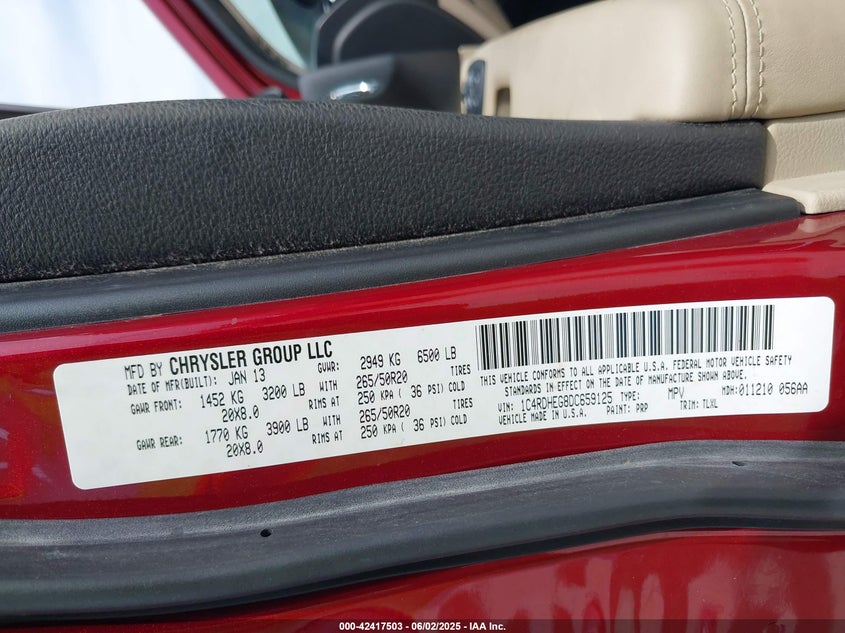 MFD BY CHRYSLER GROUP LLC
DATE OF MFR(BUILT): JAN 13 GVWR: 2949 KG 6500 LB
GAWR FRONT: 1452 KG 3200 LB WITH 265/50R20 TIRES
20X8.0 RIMS AT 250 KPA ( 36 PSI) COLD
GAWR REAR: 1770 KG 3900 LB WITH 265/50R20 TIRES
20X8.0 RIMS AT 250 KPA ( 36 PSI) COLD
THIS VEHICLE CONFORMS TO ALL APPLICABLE U.S.A. FEDERAL MOTOR VEHICLE SAFETY
STANDARDS IN EFFECT ON THE DATE OF MANUFACTURE SHOWN ABOVE.
VIN: 1C4RDHEG8DC659125 TYPE: MPV MDH: 011210 056AA
VEHICLE MADE IN U.S.A. PAINT: PRP TRIM: TLXL
000-42417503 - 06/02/2025 - IAA Inc.